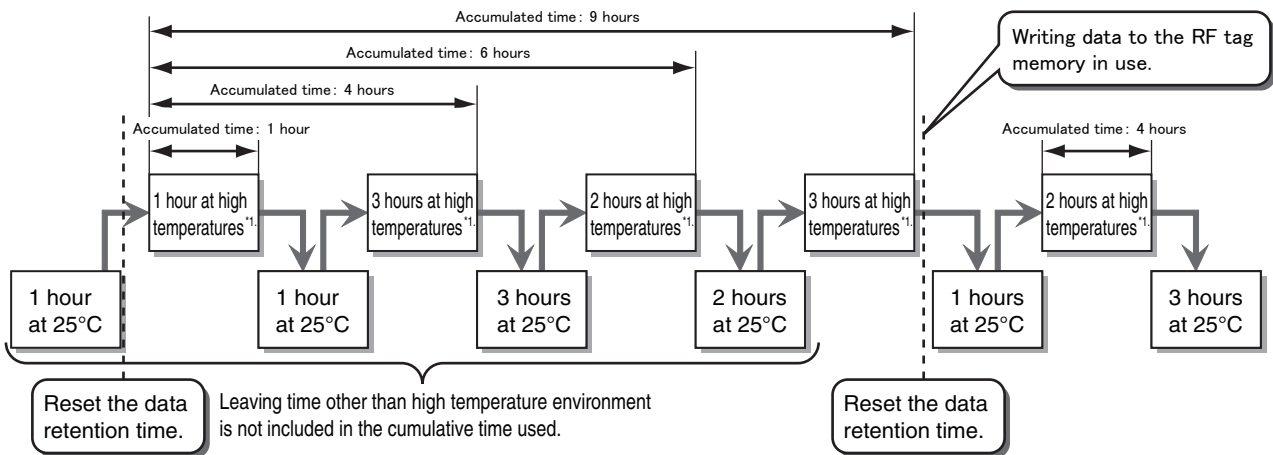 Accumulated time: 9 hours
Accumulated time: 6 hours
Accumulated time: 4 hours
Accumulated time: 1 hour
Writing data to the RF tag
memory in use.
Accumulated time: 4 hours
1 hour at high
temperatures*1.
3 hours at high
temperatures*1.
2 hours at high
temperatures*1.
3 hours at high
temperatures*1.
2 hours at high
temperatures*1.
1 hour
at 25°C
1 hour
at 25°C
3 hours
at 25°C
2 hours
at 25°C
1 hours
at 25°C
3 hours
at 25°C
Reset the data
retention time.
Leaving time other than high temperature environment
is not included in the cumulative time used.
Reset the data
retention time.